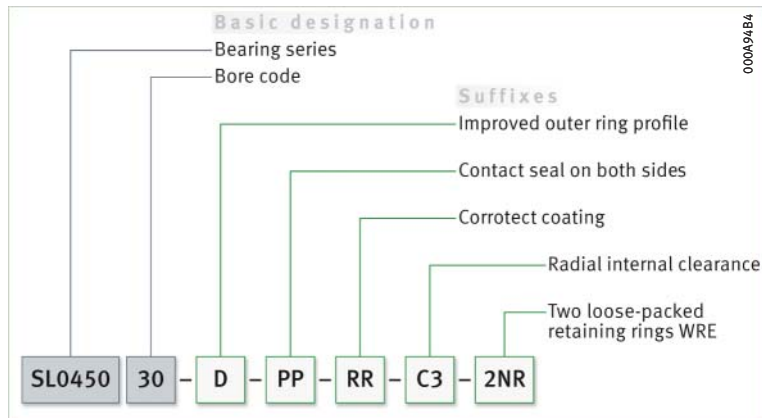 Basic designation
Bearing series
Bore code
Suffixes
Improved outer ring profile
Contact seal on both sides
Corrotect coating
Radial internal clearance
Two loose-packed
retaining rings WRE
SL0450 30 – D – PP – RR – C3 – 2NR
000A94B4